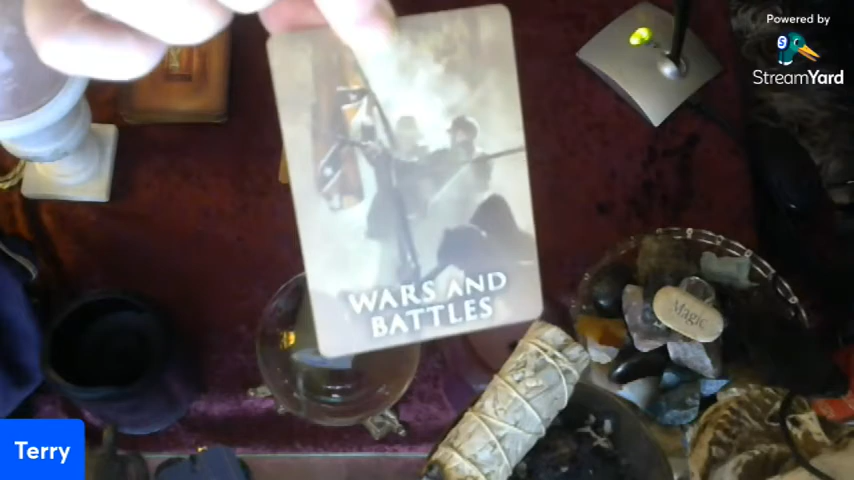 Powered by
S
StreamYard
WARS AND
BATTLES
Magic
Terry